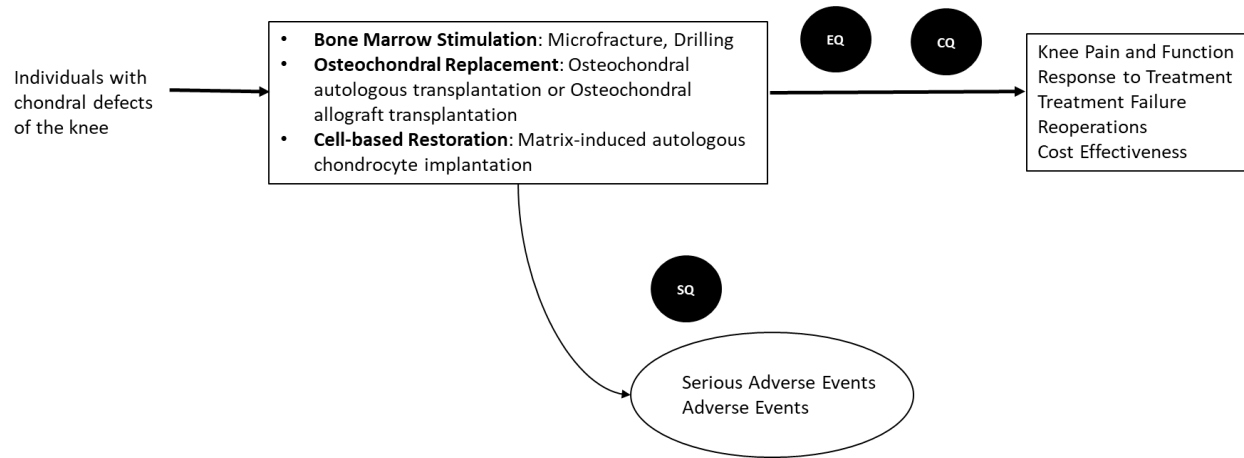 Individuals with
chondral defects
of the knee
• Bone Marrow Stimulation: Microfracture, Drilling
• Osteochondral Replacement: Osteochondral
autologous transplantation or Osteochondral
allograft transplantation
• Cell-based Restoration: Matrix-induced autologous
chondrocyte implantation
EQ
CQ
Knee Pain and Function
Response to Treatment
Treatment Failure
Reoperations
Cost Effectiveness
SQ
Serious Adverse Events
Adverse Events